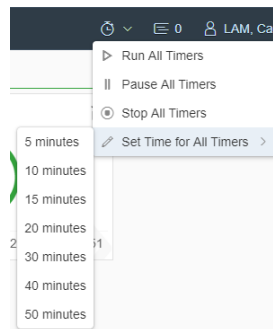 0 LAM, Ca
Run All Timers
Pause All Timers
Stop All Timers
Set Time for All Timers
5 minutes
10 minutes
15 minutes
20 minutes
30 minutes
40 minutes
50 minutes